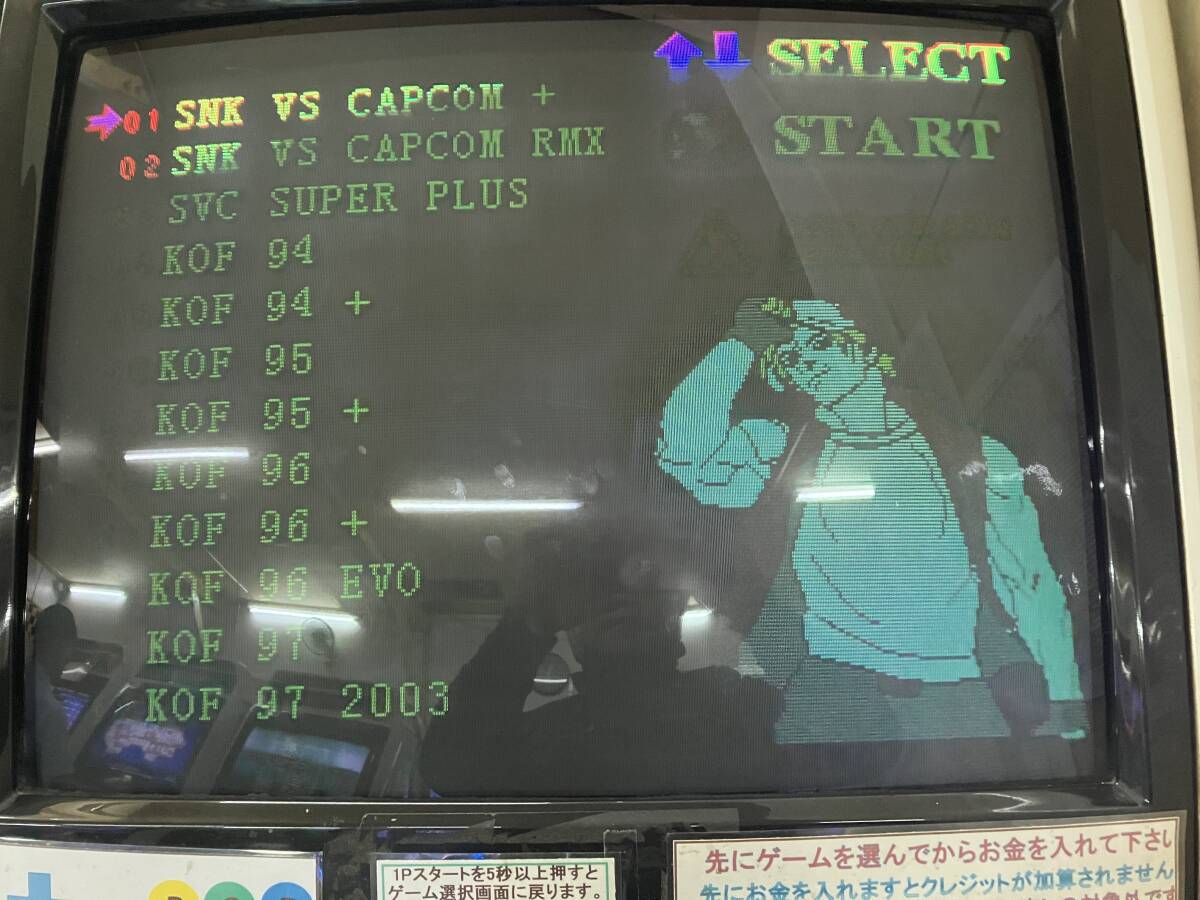 SELECT
START
01 SNK VS CAPCOM +
02 SNK VS CAPCOM RMX
SVC SUPER PLUS
KOF 94
KOF 94 +
KOF 95
KOF 95 +
KOF 96
KOF 96 +
KOF 96 EVO
KOF 97
KOF 97 2003
1Pスタートを5秒以上押すと
ゲーム選択画面に戻ります。
先にゲームを選んでからお金を入れて下さい
先にお金を入れますとクレジットが加算されません